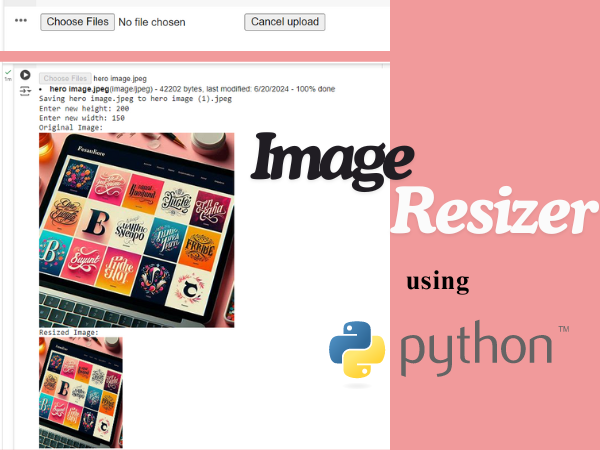 Choose Files No file chosen Cancel upload
1m
Choose Files hero image.jpeg
hero image.jpeg(image/jpeg) - 42202 bytes, last modified: 6/20/2024 - 100% done
Saving hero image.jpeg to hero image (1).jpeg
Enter new height: 200
Enter new width: 150
Original Image:
B
B
Resized Image:
B
Image
Resizer
using
python™